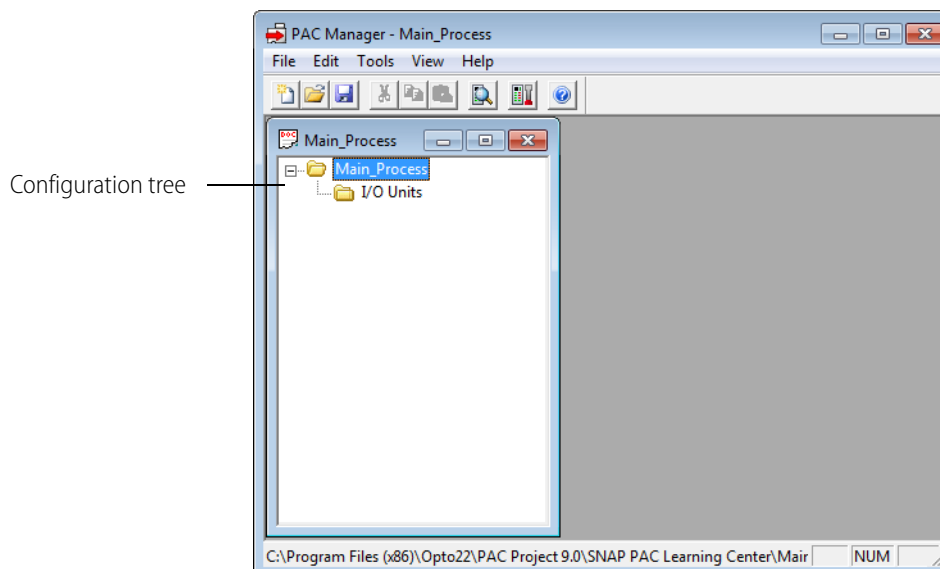 PAC Manager - Main_Process
File Edit Tools View Help
Main_Process
Main_Process
I/O Units
Configuration tree
C:\Program Files (x86)\Opto22\PAC Project 9.0\SNAP PAC Learning Center\Mair
NUM